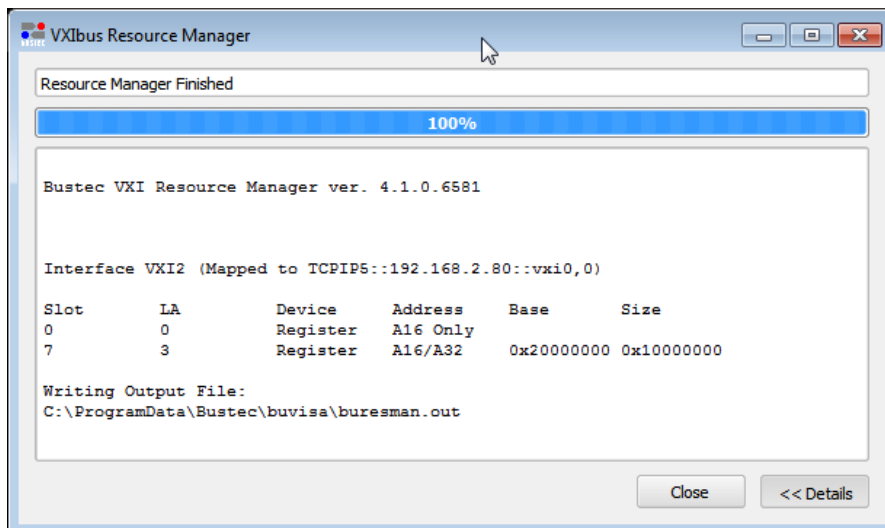 VXIbus Resource Manager
Resource Manager Finished
100%
Bustec VXI Resource Manager ver. 4.1.0.6581
Interface VXI2 (Mapped to TCPIP5::192.168.2.80::vxi0,0)
Slot LA Device Address Base Size
0 0 Register A16 Only
7 3 Register A16/A32 0x20000000 0x10000000
Writing Output File:
C:\ProgramData\Bustec\buvisa\buresman.out
Close << Details